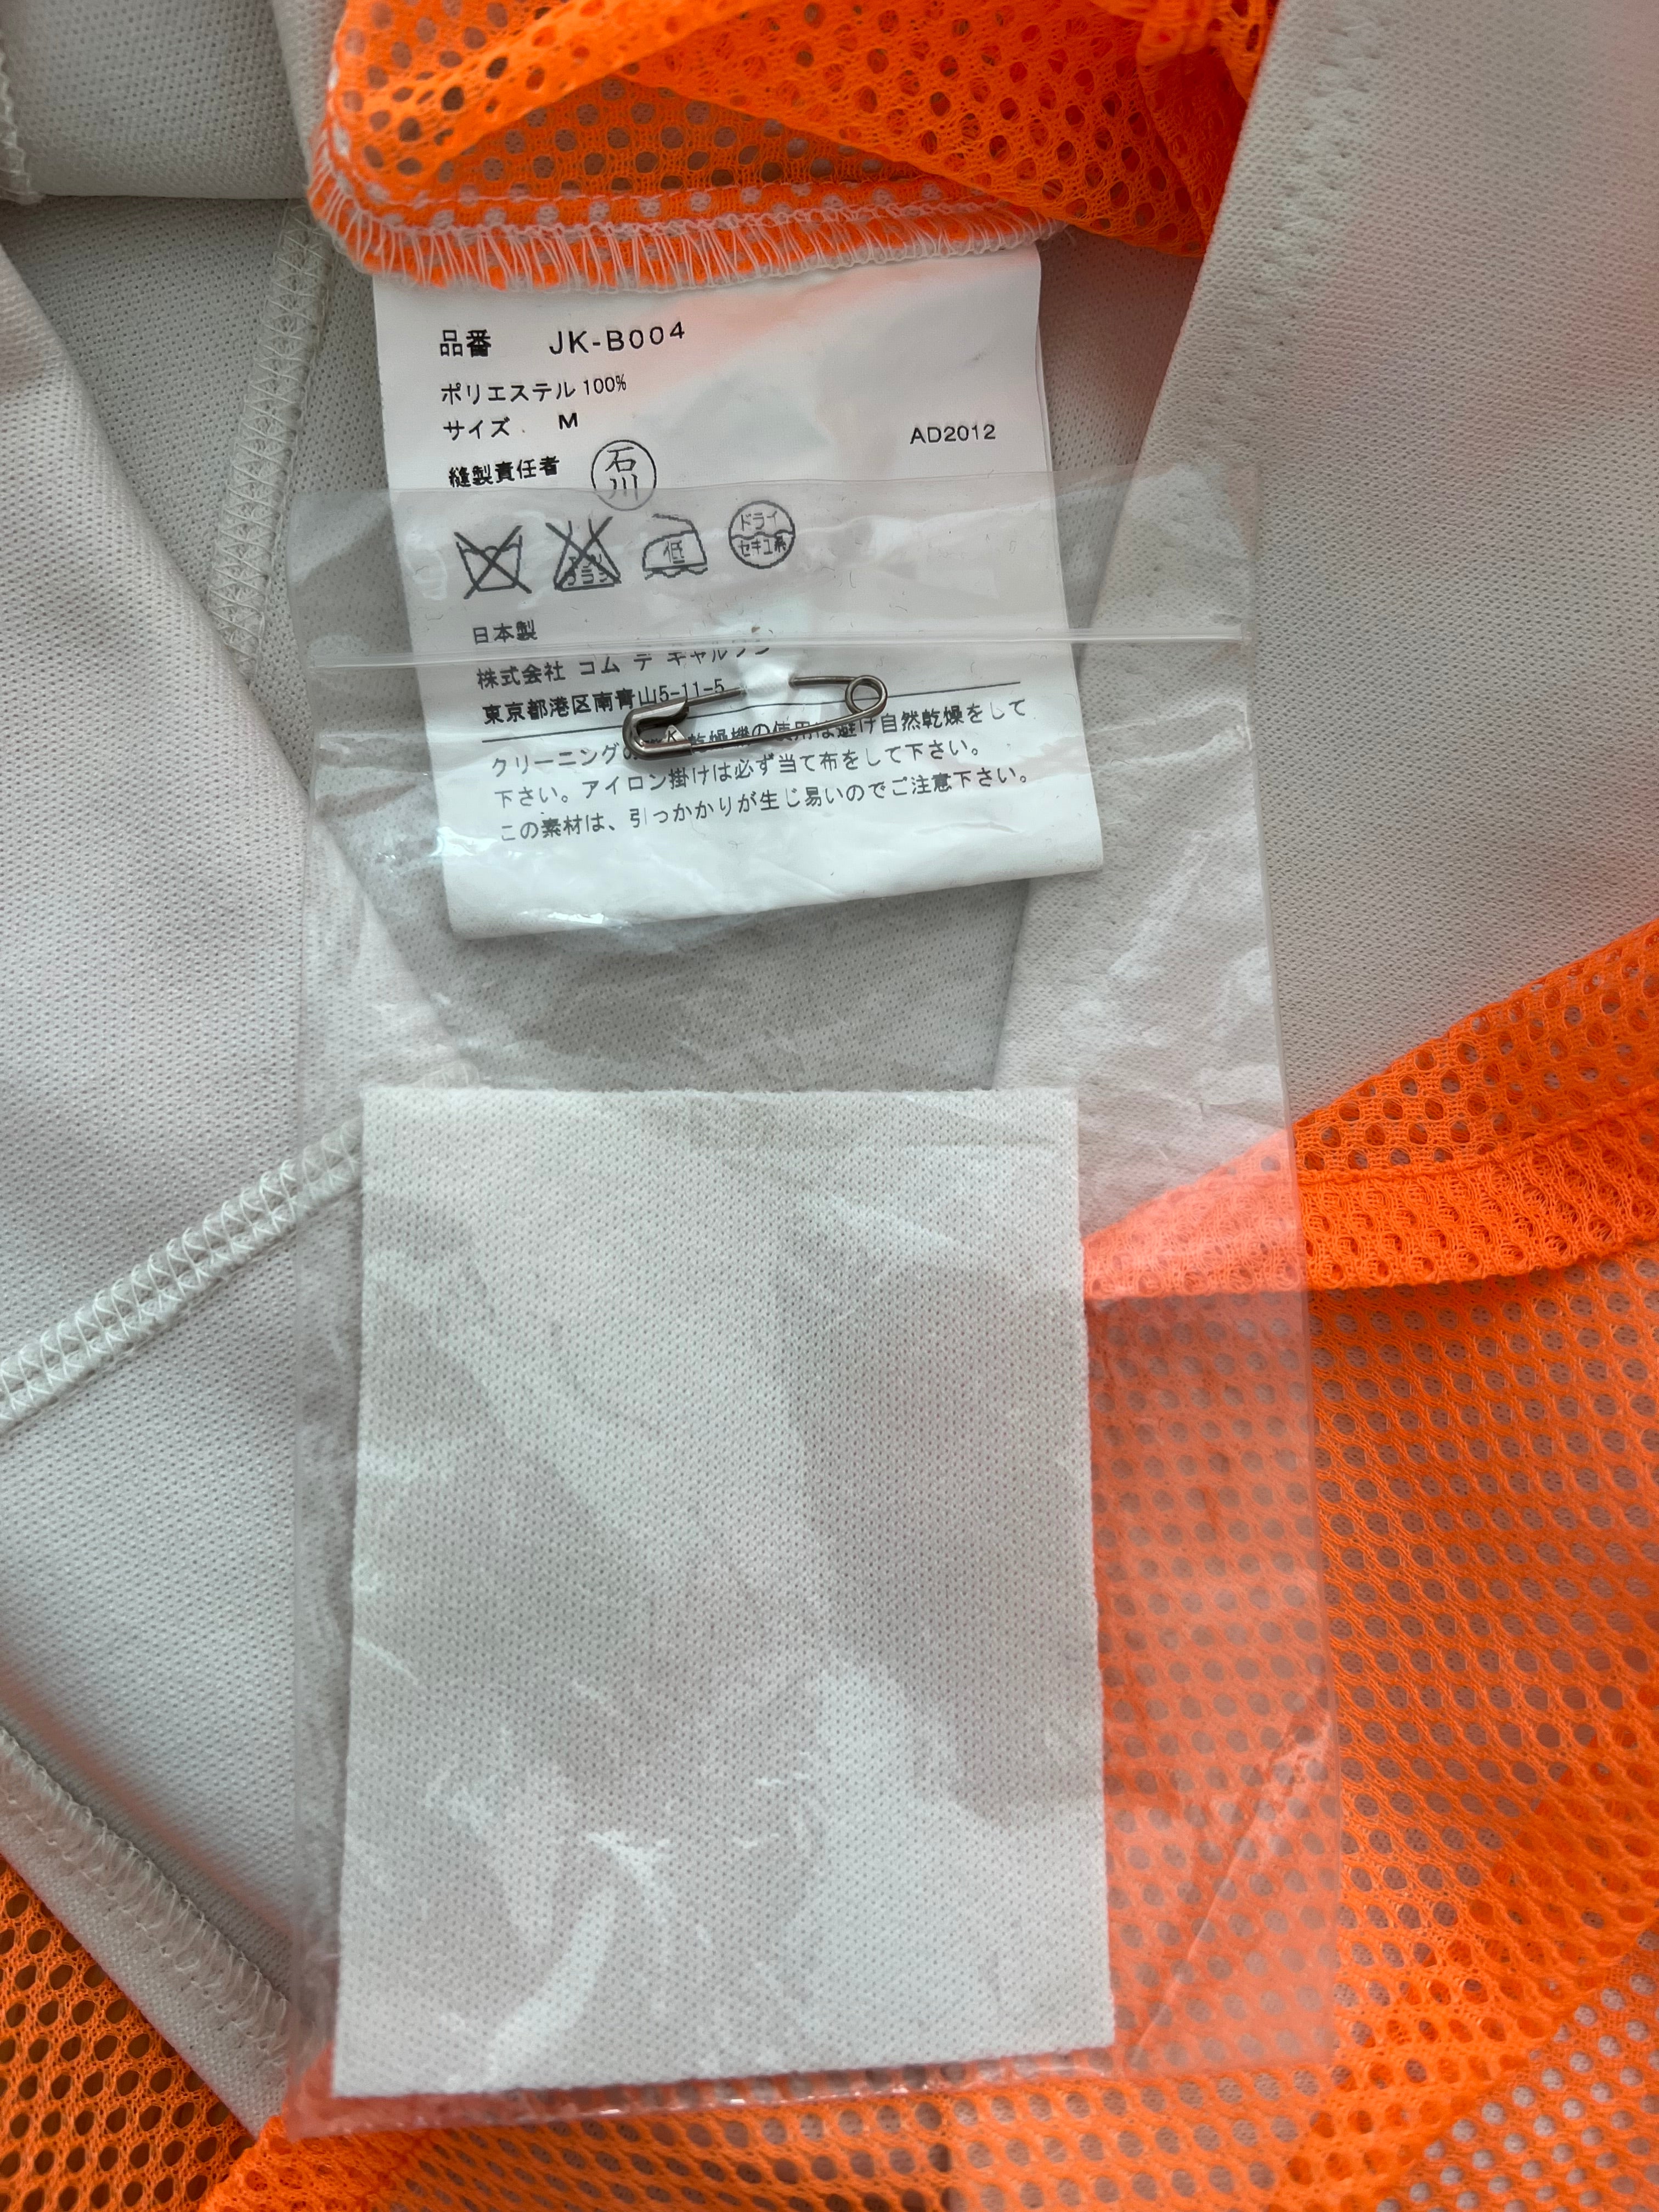 品番 JK-B004
ポリエステル 100%
サイズ. M
AD2012
縫製責任者 石川
低 ドライ セキユ系
日本製
株式会社 コム デ ギャルソン
東京都港区南青山5-11-5
クリーニングの 乾燥機の使用は避け自然乾燥をして
下さい。アイロン掛けは必ず当て布をして下さい。
この素材は、引っかかりが生じ易いのでご注意下さい。
K